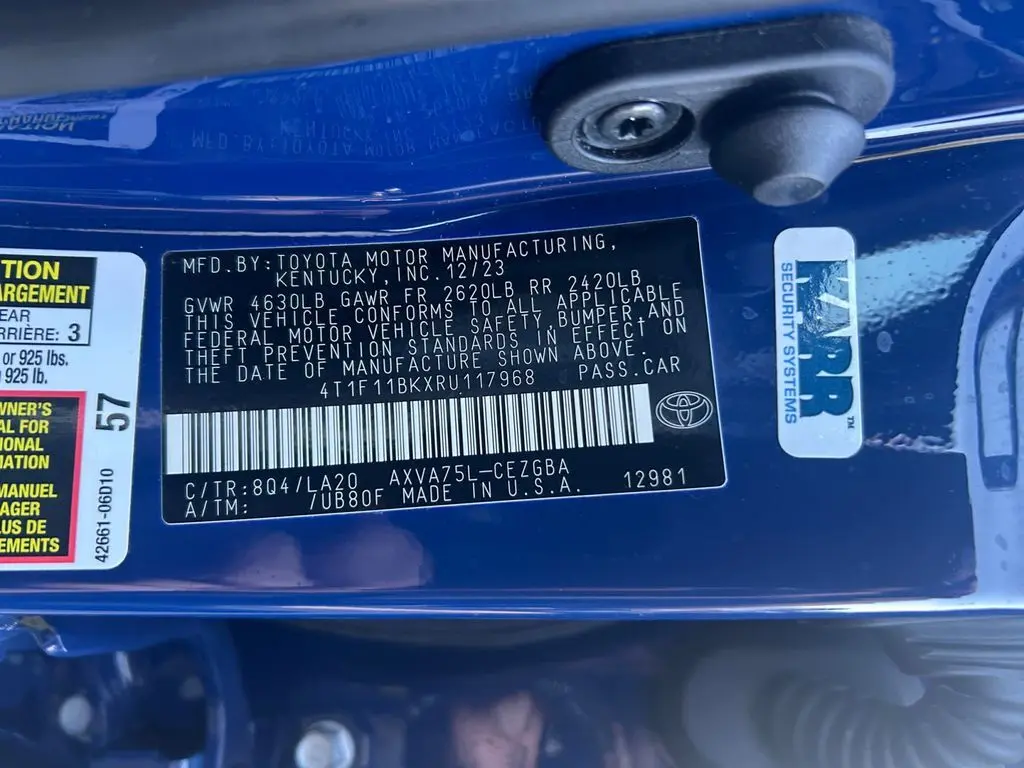 MFD.BY:TOYOTA MOTOR MANUFACTURING,
KENTUCKY,INC.12/23
GVWR 4630LB GAWR FR 2620LB RR 2420LB
THIS VEHICLE CONFORMS TO ALL APPLICABLE
FEDERAL MOTOR VEHICLE SAFETY,BUMPER,AND
THEFT PREVENTION STANDARDS IN EFFECT ON
THE DATE OF MANUFACTURE SHOWN ABOVE.
4T1F11BKXRU117968 PASS.CAR
C/TR:8Q4/LA20 AXVA75L-CEZGBA
A/TM: 7UB80F MADE IN U.S.A. 12981
TION
ARGEMENT
EAR
RRIÈRE: 3
or 925 lbs.
925 lb.
WNER'S
AL FOR
IONAL
MATION
MANUEL
AGER
LUS DE
EMENTS
57
42661-06D10
KARR™
SECURITY SYSTEMS